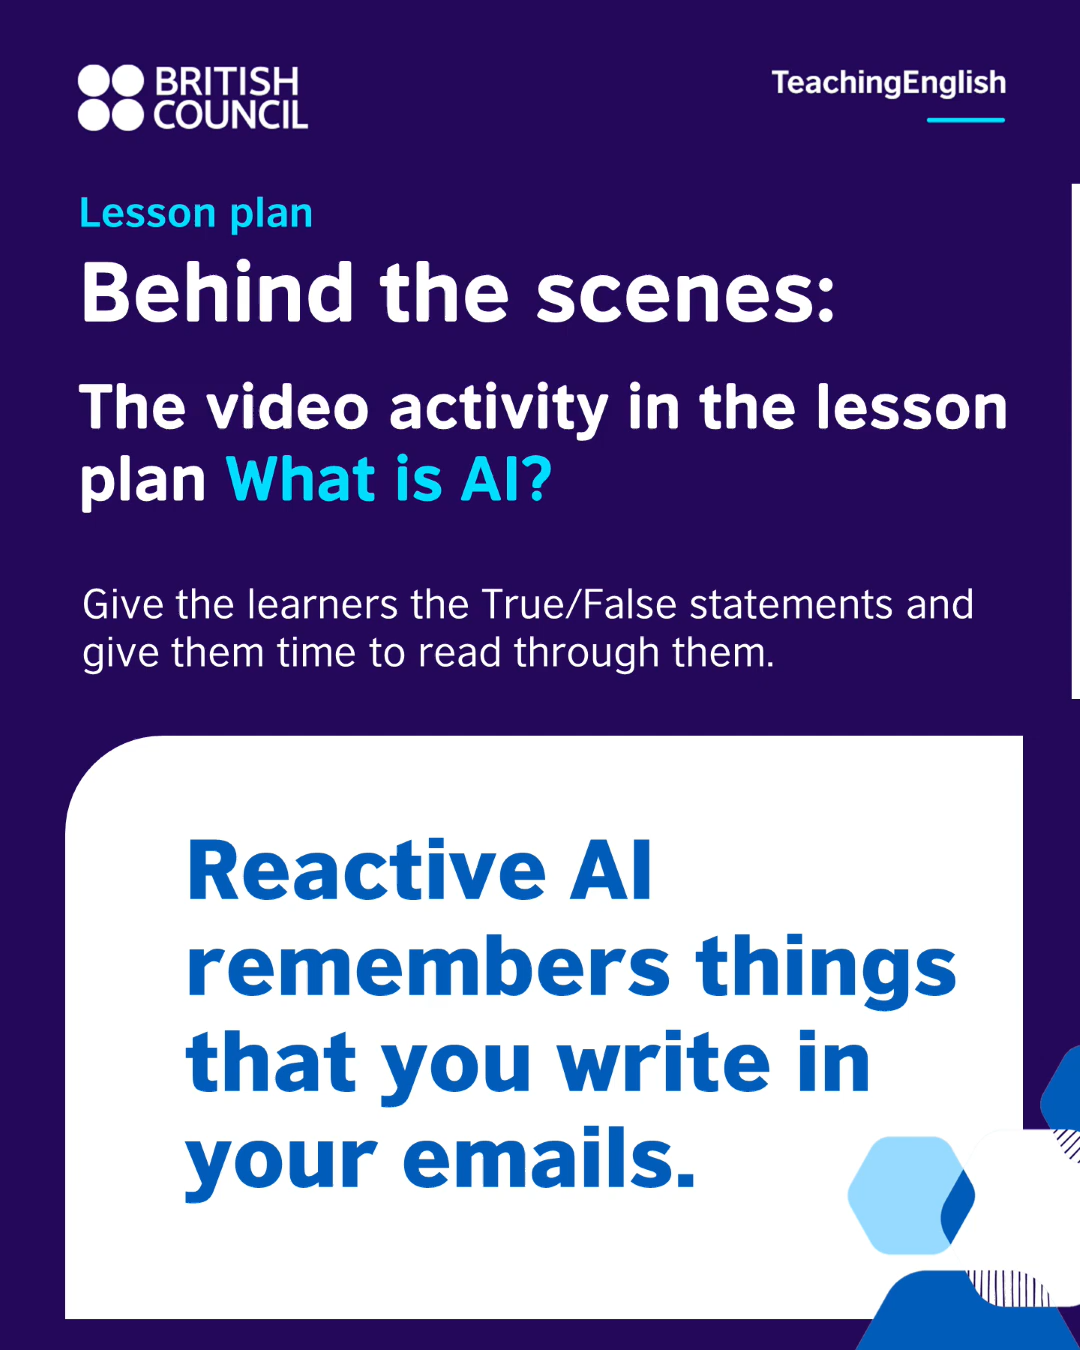 BRITISH
COUNCIL
TeachingEnglish
Lesson plan
Behind the scenes:
The video activity in the lesson
plan What is AI?
Give the learners the True/False statements and
give them time to read through them.
Reactive AI
remembers things
that you write in
your emails.